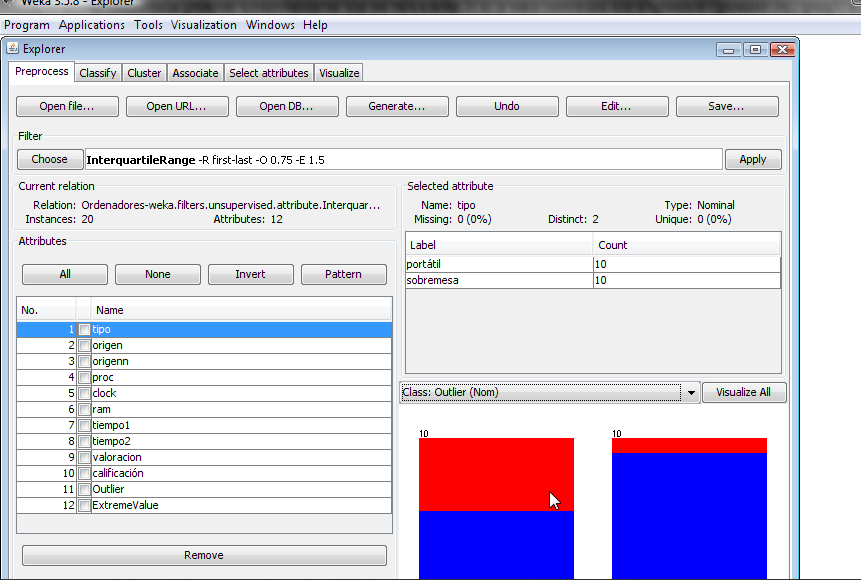 Weka 3.5.8 - Explorer
Program Applications Tools Visualization Windows Help
Explorer
Preprocess Classify Cluster Associate Select attributes Visualize
Open file... Open URL... Open DB... Generate... Undo Edit... Save...
Filter
Choose InterquartileRange -R first-last -O 0.75 -E 1.5 Apply
Current relation
Relation: Ordenadores-weka.filters.unsupervised.attribute.Interquar...
Instances: 20 Attributes: 12
Selected attribute
Name: tipo Type: Nominal
Missing: 0 (0%) Distinct: 2 Unique: 0 (0%)
Attributes
All None Invert Pattern
No. Name
1 tipo
2 origen
3 origenn
4 proc
5 clock
6 ram
7 tiempo1
8 tiempo2
9 valoracion
10 calificación
11 Outlier
12 ExtremeValue
Remove
Label Count
portátil 10
sobremesa 10
Class: Outlier (Nom) Visualize All
10 10